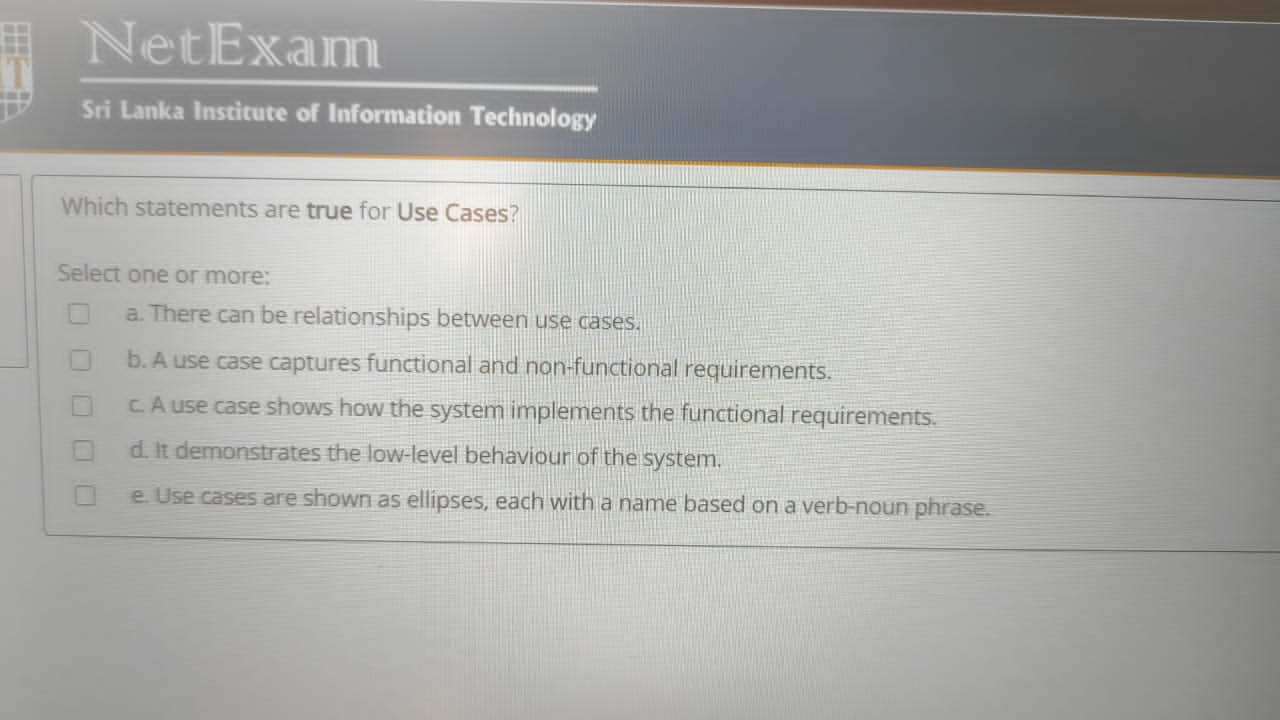 T
NetExam
Sri Lanka Institute of Information Technology
Which statements are true for Use Cases?
Select one or more:
a. There can be relationships between use cases.
b. A use case captures functional and non-functional requirements.
c. A use case shows how the system implements the functional requirements.
d. It demonstrates the low-level behaviour of the system.
e. Use cases are shown as ellipses, each with a name based on a verb-noun phrase.